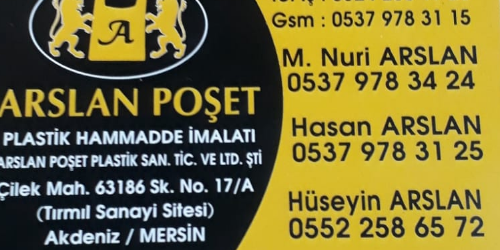 A
ARSLAN POŞET
PLASTİK HAMMADDE İMALATI
ARSLAN POŞET PLASTİK SAN. TİC. VE LTD. ŞTİ
Çilek Mah. 63186 Sk. No. 17/A
(Tırmıl Sanayi Sitesi)
Akdeniz / MERSİN
Gsm : 0537 978 31 15
M. Nuri ARSLAN
0537 978 34 24
Hasan ARSLAN
0537 978 31 25
Hüseyin ARSLAN
0552 258 65 72